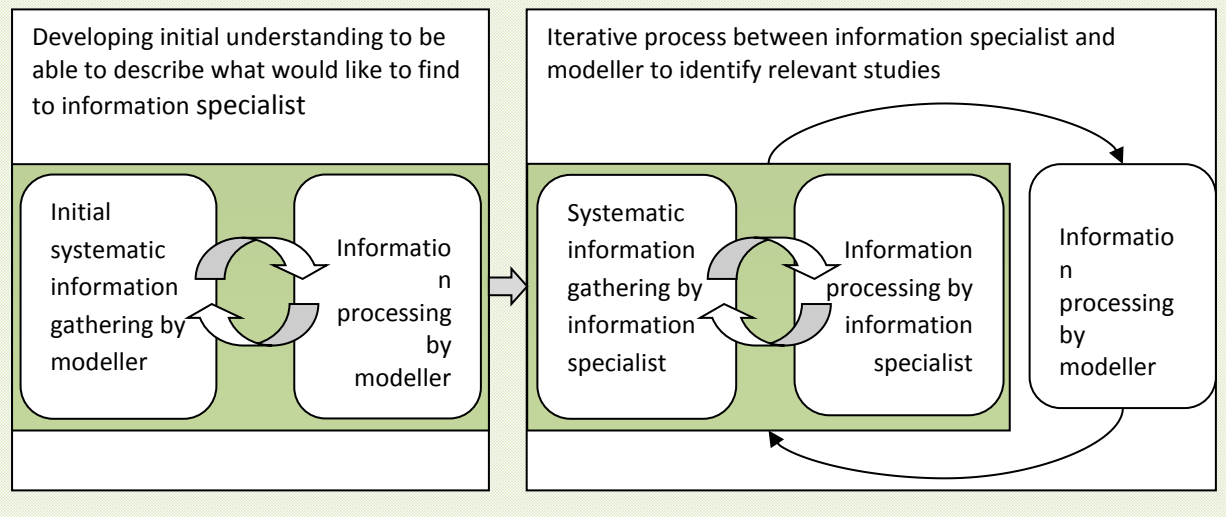 Developing initial understanding to be
able to describe what would like to find
to information specialist
Initial
systematic
information
gathering by
modeller
Informatio
n
processing
by
modeller
Iterative process between information specialist and
modeller to identify relevant studies
Systematic
information
gathering by
information
specialist
Information
processing by
information
specialist
Informatio
n
processing
by
modeller